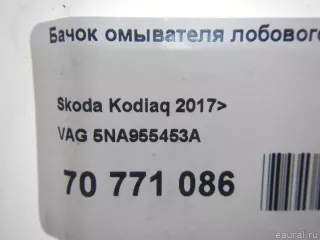 Бачок омывателя лобового
Skoda Kodiaq 2017>
VAG 5NA955453A
70 771 086
eaural.ru